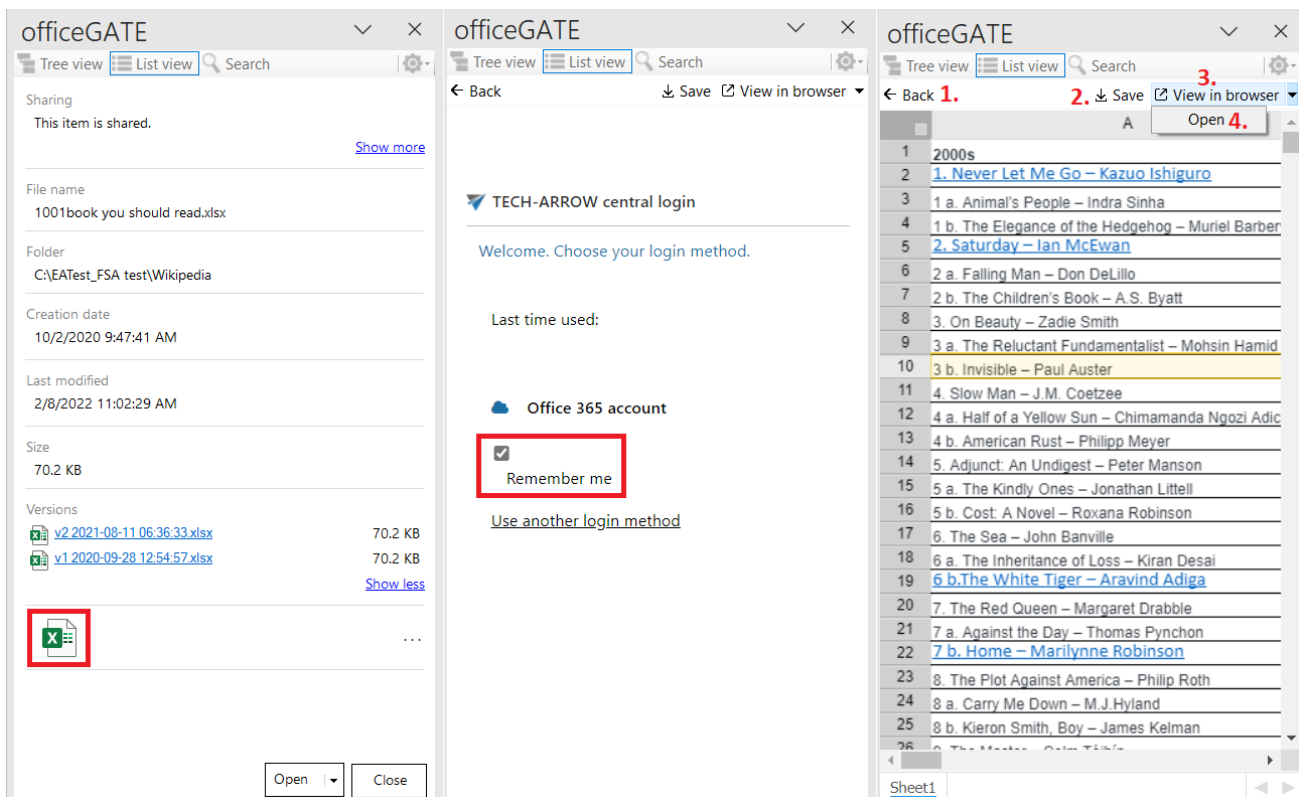 officeGATE
Tree view List view Search
Sharing
This item is shared.
Show more
File name
1001book you should read.xlsx
Folder
C:\EATest_FSA test\Wikipedia
Creation date
10/2/2020 9:47:41 AM
Last modified
2/8/2022 11:02:29 AM
Size
70.2 KB
Versions
v2 2021-08-11 06:36:33.xlsx 70.2 KB
v1 2020-09-28 12:54:57.xlsx 70.2 KB
Show less
...
Open Close
officeGATE
Tree view List view Search
Back Save View in browser
TECH-ARROW central login
Welcome. Choose your login method.
Last time used:
Office 365 account
Remember me
Use another login method
officeGATE
Tree view List view Search
3.
Back 1. 2. Save View in browser
Open 4.
A
1 2000s
2 1. Never Let Me Go – Kazuo Ishiguro
3 1 a. Animal's People – Indra Sinha
4 1 b. The Elegance of the Hedgehog – Muriel Barber
5 2. Saturday – Ian McEwan
6 2 a. Falling Man – Don DeLillo
7 2 b. The Children's Book – A.S. Byatt
8 3. On Beauty – Zadie Smith
9 3 a. The Reluctant Fundamentalist – Mohsin Hamid
10 3 b. Invisible – Paul Auster
11 4. Slow Man – J.M. Coetzee
12 4 a. Half of a Yellow Sun – Chimamanda Ngozi Adic
13 4 b. American Rust – Philipp Meyer
14 5. Adjunct: An Undigest – Peter Manson
15 5 a. The Kindly Ones – Jonathan Littell
16 5 b. Cost: A Novel – Roxana Robinson
17 6. The Sea – John Banville
18 6 a. The Inheritance of Loss – Kiran Desai
19 6 b.The White Tiger – Aravind Adiga
20 7. The Red Queen – Margaret Drabble
21 7 a. Against the Day – Thomas Pynchon
22 7 b. Home – Marilynne Robinson
23 8. The Plot Against America – Philip Roth
24 8 a. Carry Me Down – M.J.Hyland
25 8 b. Kieron Smith, Boy – James Kelman
26
Sheet1